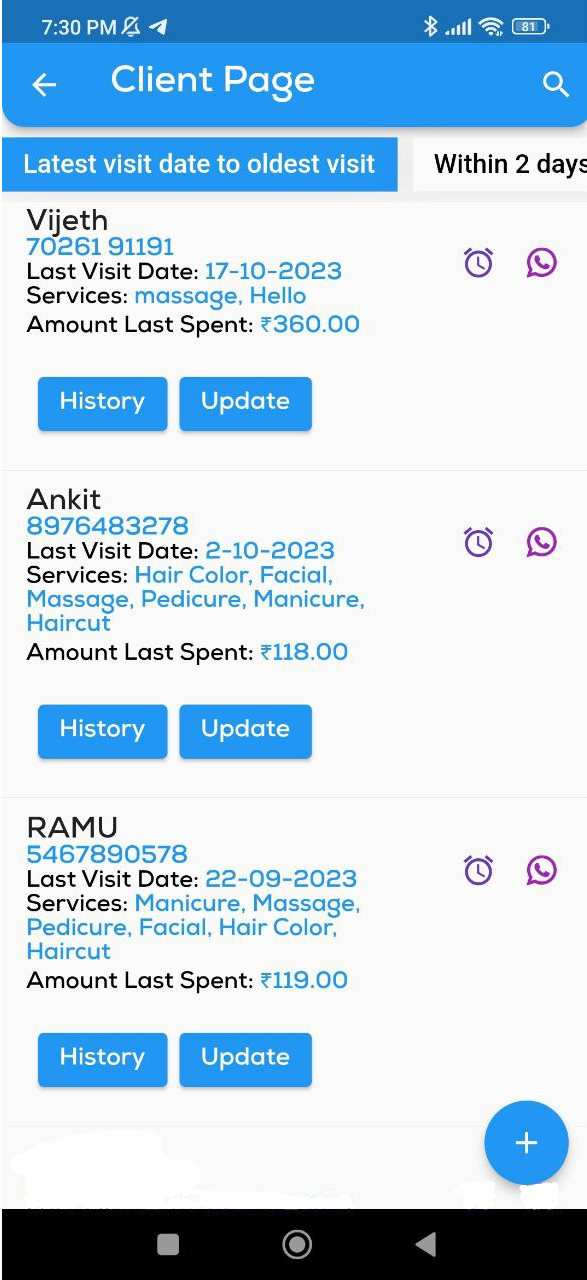 7:30 PM 81
Client Page
Latest visit date to oldest visit Within 2 days
Vijeth
70261 91191
Last Visit Date: 17-10-2023
Services: massage, Hello
Amount Last Spent: ₹360.00
History Update
Ankit
8976483278
Last Visit Date: 2-10-2023
Services: Hair Color, Facial,
Massage, Pedicure, Manicure,
Haircut
Amount Last Spent: ₹118.00
History Update
RAMU
5467890578
Last Visit Date: 22-09-2023
Services: Manicure, Massage,
Pedicure, Facial, Hair Color,
Haircut
Amount Last Spent: ₹119.00
History Update
+